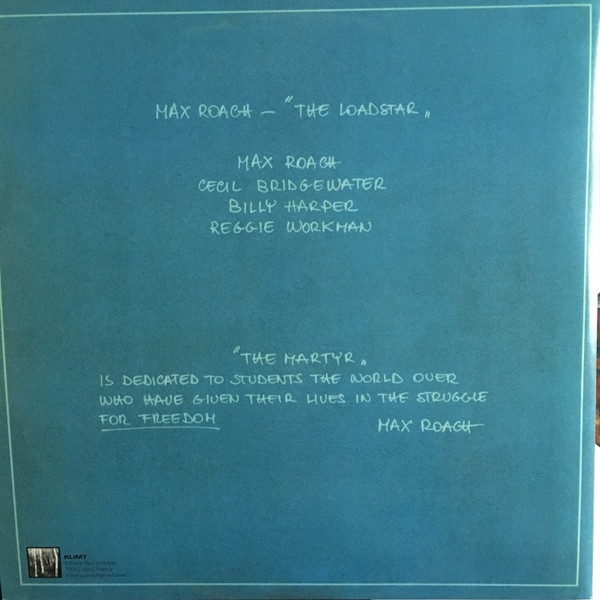 MAX ROACH – "THE LOADSTAR"
MAX ROACH
CECIL BRIDGEWATER
BILLY HARPER
REGGIE WORKMAN
"THE MARTYR"
IS DEDICATED TO STUDENTS THE WORLD OVER
WHO HAVE GIVEN THEIR LIVES IN THE STRUGGLE
FOR FREEDOM
MAX ROACH
KLIMT